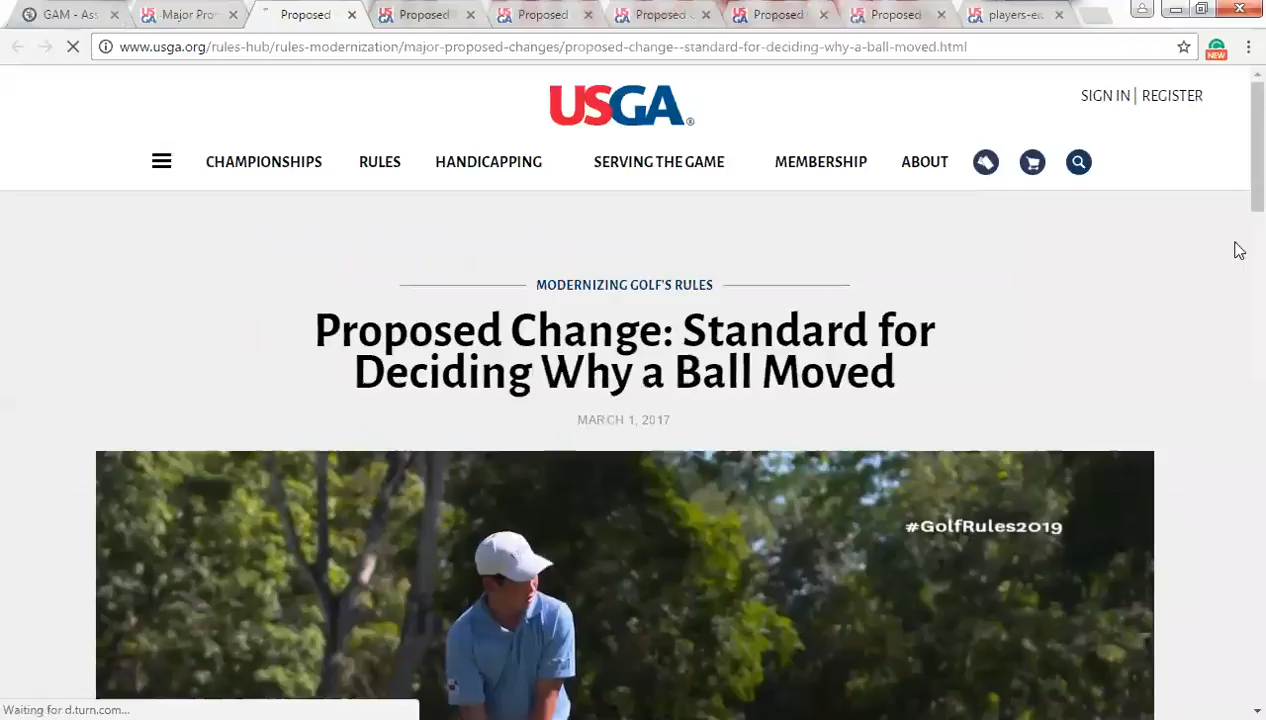 GAM - Ass
Major Pro
Proposed
Proposed
Proposed
Proposed
Proposed
Proposed
players-e
www.usga.org/rules-hub/rules-modernization/major-proposed-changes/proposed-change--standard-for-deciding-why-a-ball-moved.html
NEW
USGA®
SIGN IN | REGISTER
CHAMPIONSHIPS RULES HANDICAPPING SERVING THE GAME MEMBERSHIP ABOUT
MODERNIZING GOLF'S RULES
Proposed Change: Standard for
Deciding Why a Ball Moved
MARCH 1, 2017
#GolfRules2019
Waiting for d.turn.com...